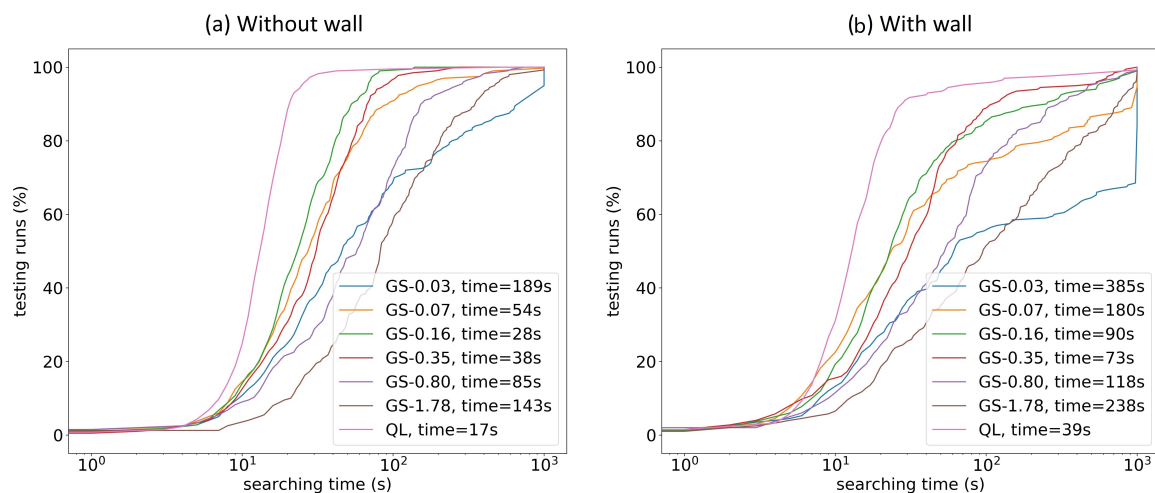 (a) Without wall
100
80
60
40
20
0
testing runs (%)
GS-0.03, time=189s
GS-0.07, time=54s
GS-0.16, time=28s
GS-0.35, time=38s
GS-0.80, time=85s
GS-1.78, time=143s
QL, time=17s
10⁰
10¹
10²
10³
searching time (s)
(b) With wall
100
80
60
40
20
0
testing runs (%)
GS-0.03, time=385s
GS-0.07, time=180s
GS-0.16, time=90s
GS-0.35, time=73s
GS-0.80, time=118s
GS-1.78, time=238s
QL, time=39s
10⁰
10¹
10²
10³
searching time (s)